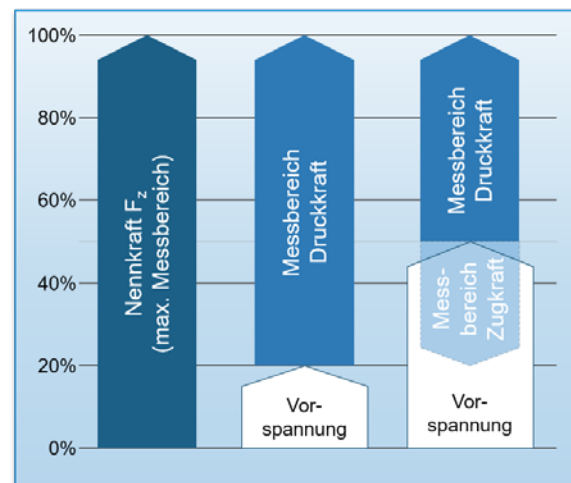 100%
80%
60%
40%
20%
0%
Nennkraft F_z
(max. Messbereich)
Messbereich
Druckkraft
Vor-
spannung
Messbereich
Druckkraft
Mess-
bereich
Zugkraft
Vor-
spannung